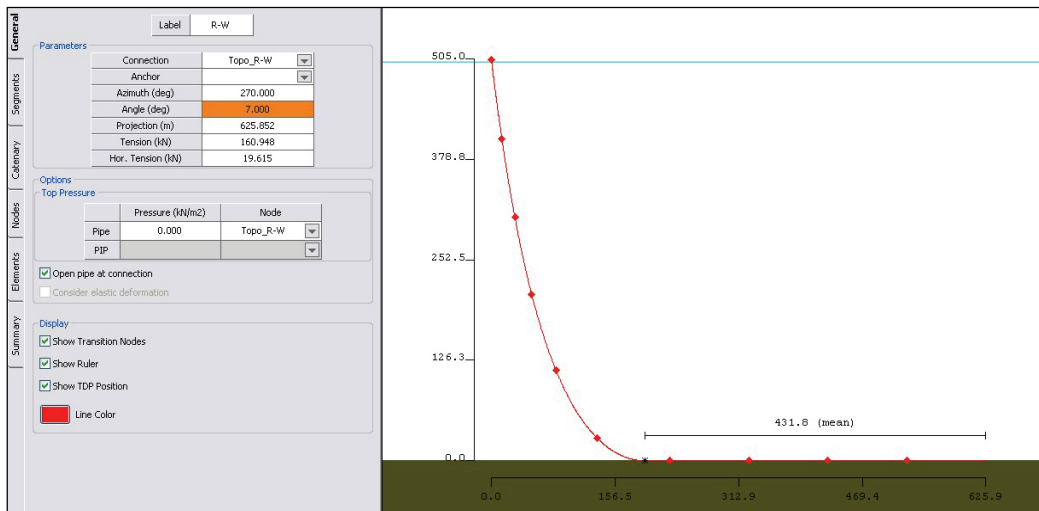 General
Segments
Catenary
Nodes
Elements
Summary
Label R-W
Parameters
Connection Topo_R-W
Anchor
Azimuth (deg) 270.000
Angle (deg) 7.000
Projection (m) 625.852
Tension (kN) 160.948
Hor. Tension (kN) 19.615
Options
Top Pressure
Pressure (kN/m2) Node
Pipe 0.000 Topo_R-W
PIP
Open pipe at connection
Consider elastic deformation
Display
Show Transition Nodes
Show Ruler
Show TDP Position
Line Color
505.0
378.8
252.5
126.3
0.0
431.8 (mean)
0.0 156.5 312.9 469.4 625.9